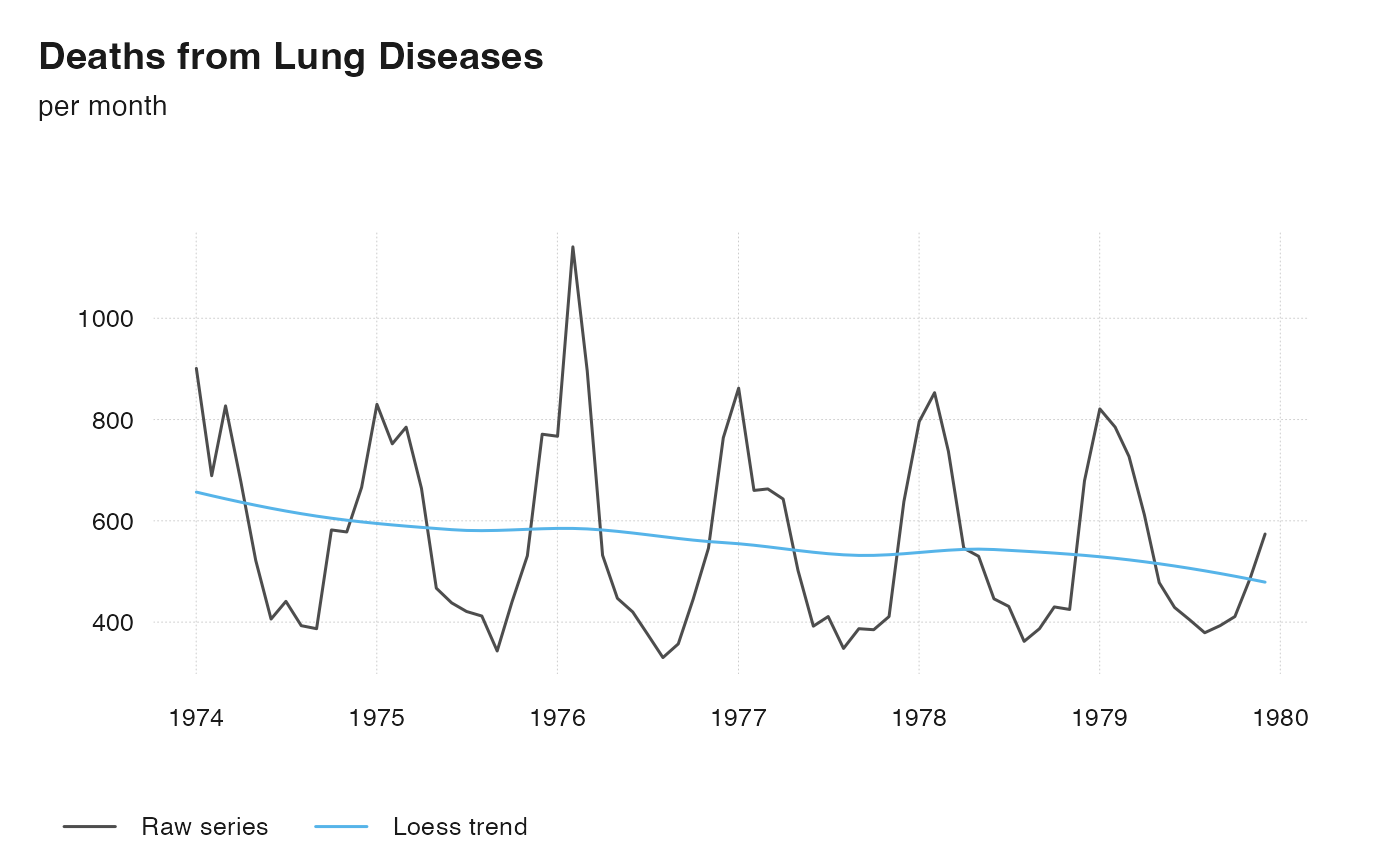 Deaths from Lung Diseases
per month
1000
800
600
400
1974 1975 1976 1977 1978 1979 1980
Raw series Loess trend